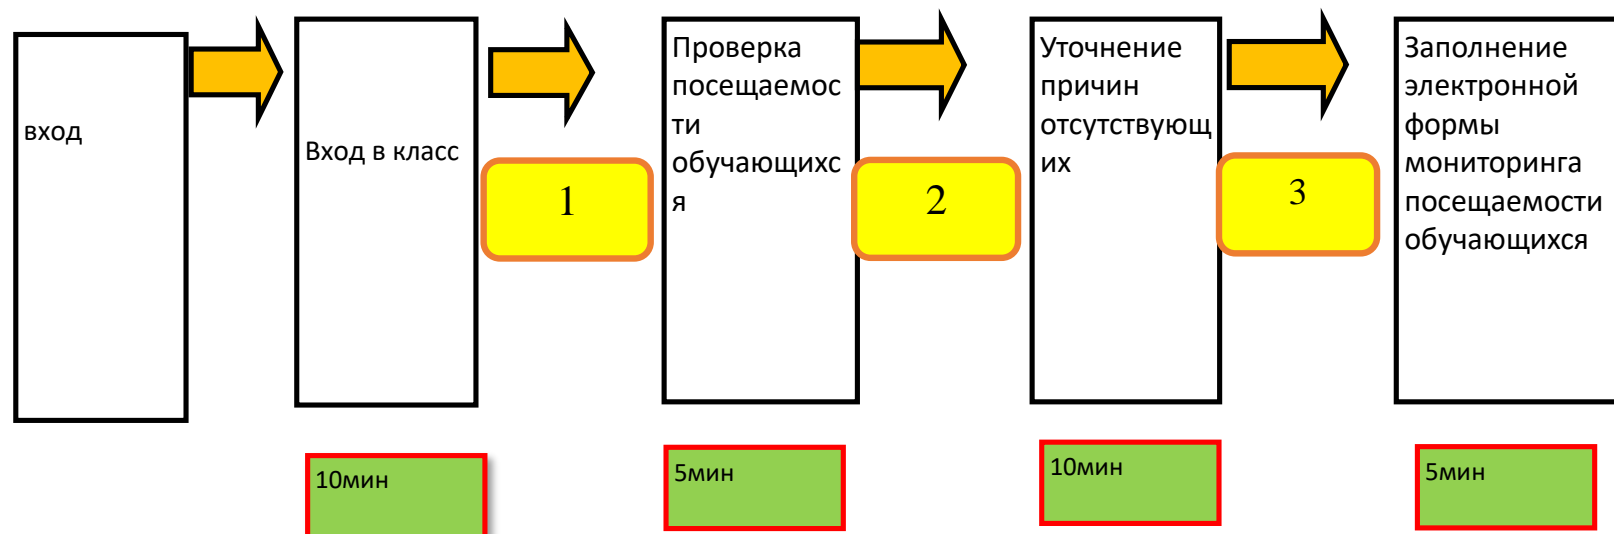 вход
Вход в класс
1
Проверка
посещаемос
ти
обучающихс
я
2
Уточнение
причин
отсутствующ
их
3
Заполнение
электронной
формы
мониторинга
посещаемости
обучающихся
10мин
5мин
10мин
5мин